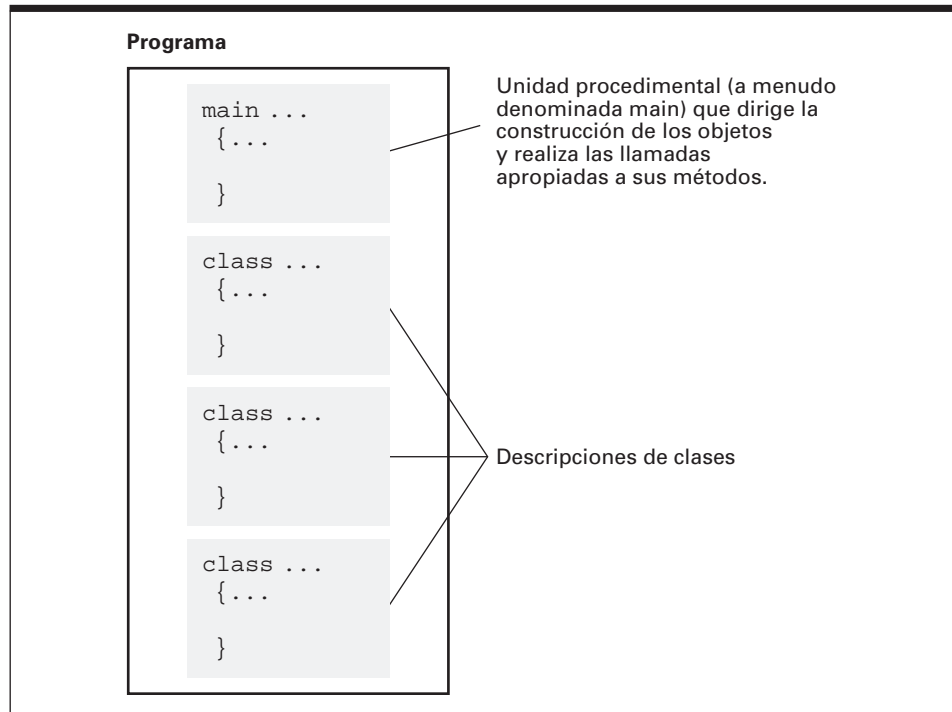 Programa
main ...
{...
}
Unidad procedimental (a menudo
denominada main) que dirige la
construcción de los objetos
y realiza las llamadas
apropiadas a sus métodos.
class ...
{...
}
class ...
{...
}
Descripciones de clases
class ...
{...
}